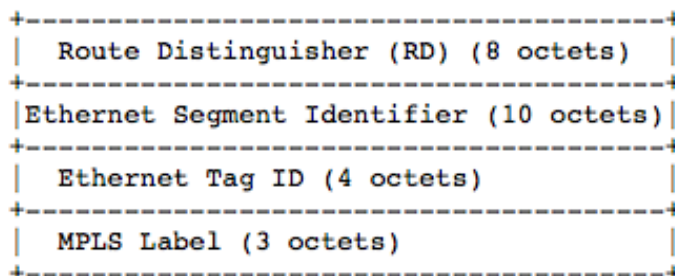 +---------------------------------------+
|  Route Distinguisher (RD) (8 octets)  |
+---------------------------------------+
|Ethernet Segment Identifier (10 octets)|
+---------------------------------------+
|  Ethernet Tag ID (4 octets)           |
+---------------------------------------+
|  MPLS Label (3 octets)                |
+---------------------------------------+